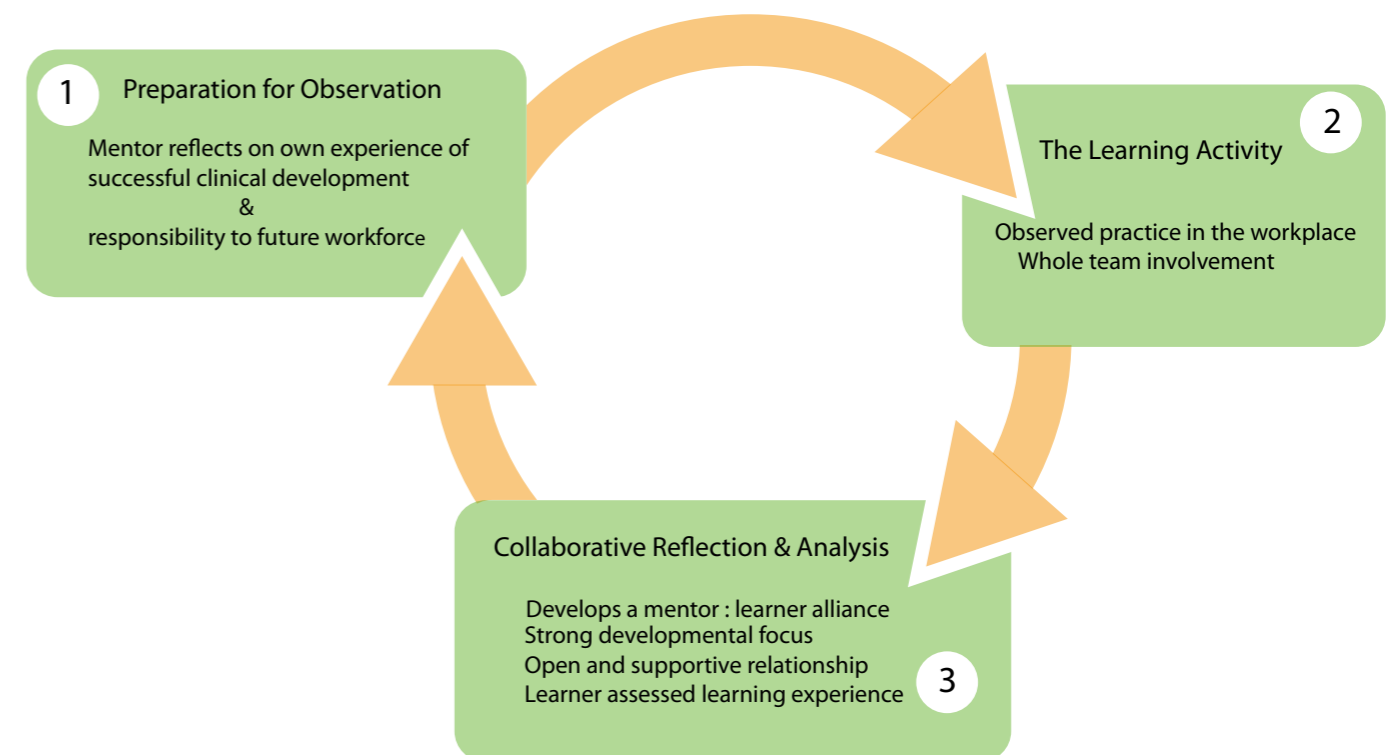 1
Preparation for Observation
Mentor reflects on own experience of
successful clinical development
&
responsibility to future workforce
2
The Learning Activity
Observed practice in the workplace
Whole team involvement
Collaborative Reflection & Analysis
Develops a mentor : learner alliance
Strong developmental focus
Open and supportive relationship
Learner assessed learning experience
3